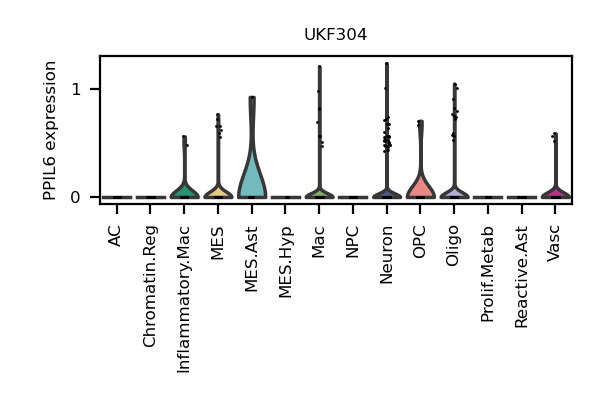 UKF304
PPIL6 expression
1
0
AC
Chromatin.Reg
Inflammatory.Mac
MES
MES.Ast
MES.Hyp
Mac
NPC
Neuron
OPC
Oligo
Prolif.Metab
Reactive.Ast
Vasc